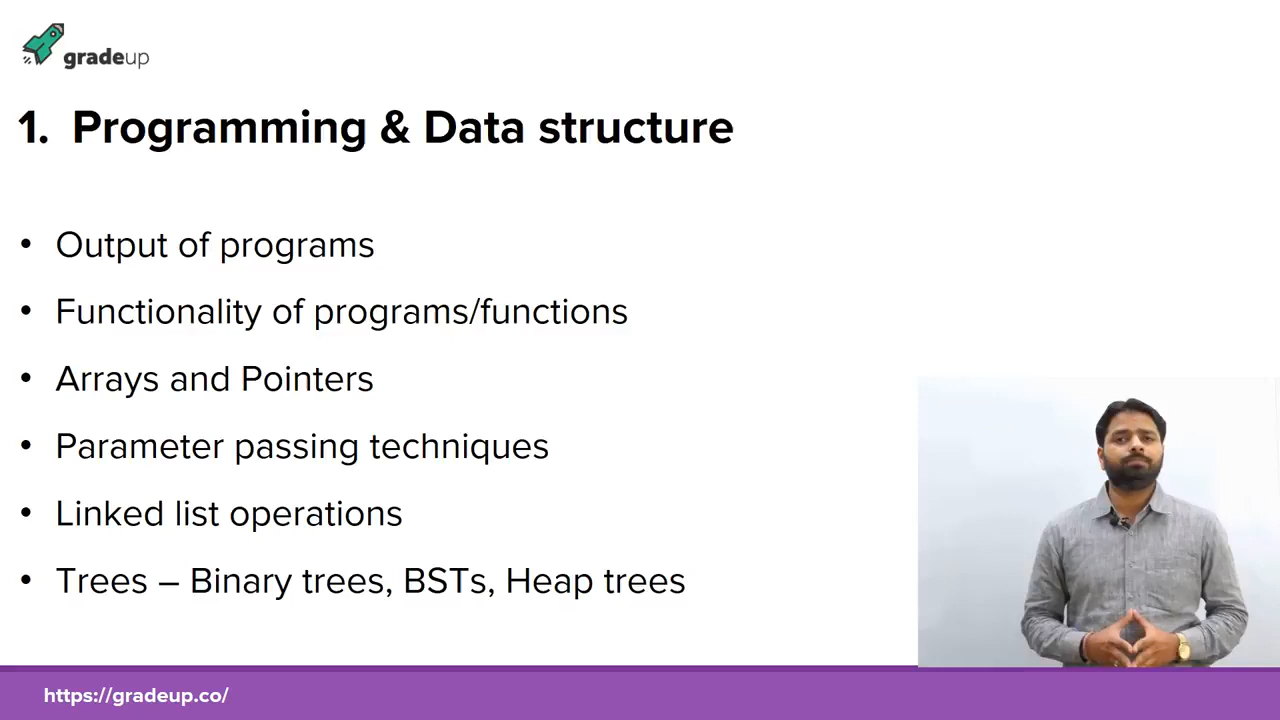 gradeup
1. Programming & Data structure
• Output of programs
• Functionality of programs/functions
• Arrays and Pointers
• Parameter passing techniques
• Linked list operations
• Trees – Binary trees, BSTs, Heap trees
https://gradeup.co/